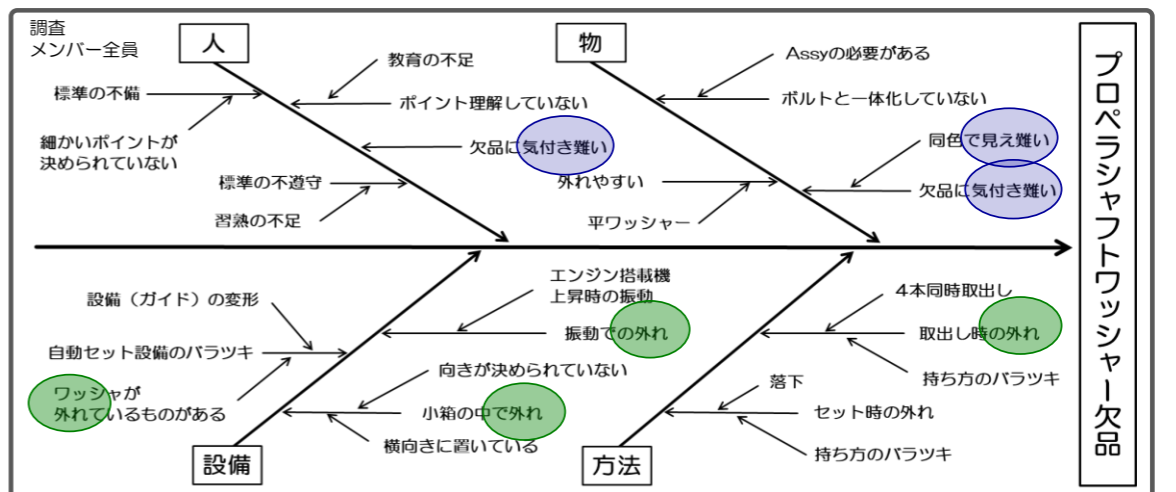 調査
メンバー全員
人
物
教育の不足
標準の不備
ポイント理解していない
細かいポイントが
決められていない
欠品に気付き難い
標準の不遵守
習熟の不足
Assyの必要がある
ボルトと一体化していない
同色で見え難い
外れやすい
欠品に気付き難い
平ワッシャー
プロペラシャフトワッシャー欠品
エンジン搭載機
上昇時の振動
設備（ガイド）の変形
振動での外れ
自動セット設備のバラツキ
向きが決められていない
ワッシャが
外れているものがある
小箱の中で外れ
横向きに置いている
4本同時取出し
取出し時の外れ
持ち方のバラツキ
落下
セット時の外れ
持ち方のバラツキ
設備
方法